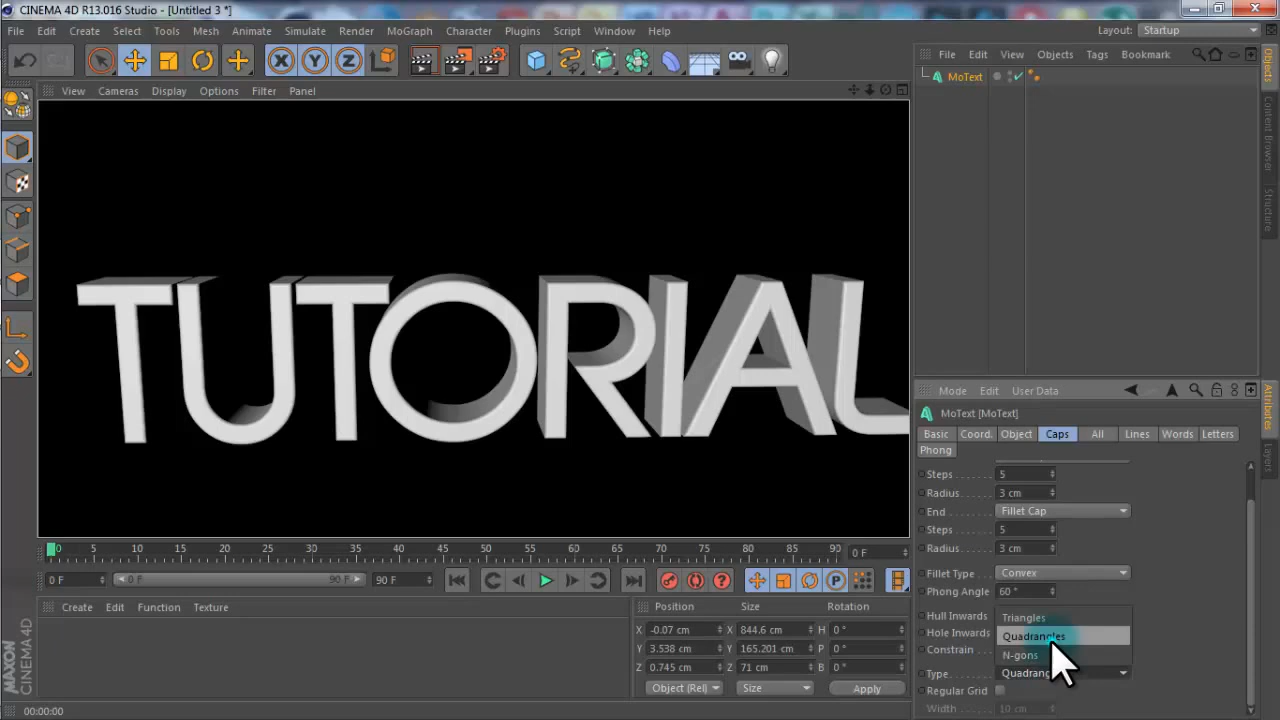 CINEMA 4D R13.016 Studio - [Untitled 3 *]
File Edit Create Select Tools Mesh Animate Simulate Render MoGraph Character Plugins Script Window Help Layout: Startup
View Cameras Display Options Filter Panel
File Edit View Objects Tags Bookmark
MoText
Objects
Content Browser
Structure
TUTORIAL
Mode Edit User Data
MoText [MoText]
Basic Coord. Object Caps All Lines Words Letters
Phong
Attributes
Layers
Steps 5
Radius 3 cm
End Fillet Cap
Steps 5
Radius 3 cm
Fillet Type Convex
Phong Angle 60 °
Hull Inwards
Triangles
Hole Inwards
Quadrangles
Constrain
N-gons
Type Quadrang
Regular Grid
Width 10 cm
0 5 10 15 20 25 30 35 40 45 50 55 60 65 70 75 80 85 90 0 F
0 F 0 F 90 F 90 F
P
Create Edit Function Texture
Position Size Rotation
X -0.07 cm X 844.6 cm H 0 °
Y 3.538 cm Y 165.201 cm P 0 °
Z 0.745 cm Z 71 cm B 0 °
Object (Rel) Size Apply
MAXON CINEMA 4D
00:00:00